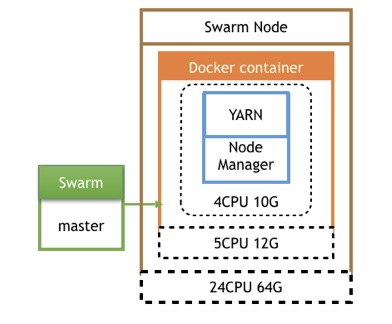 Swarm Node
Docker container
YARN
Node
Manager
4CPU 10G
Swarm
master
5CPU 12G
24CPU 64G